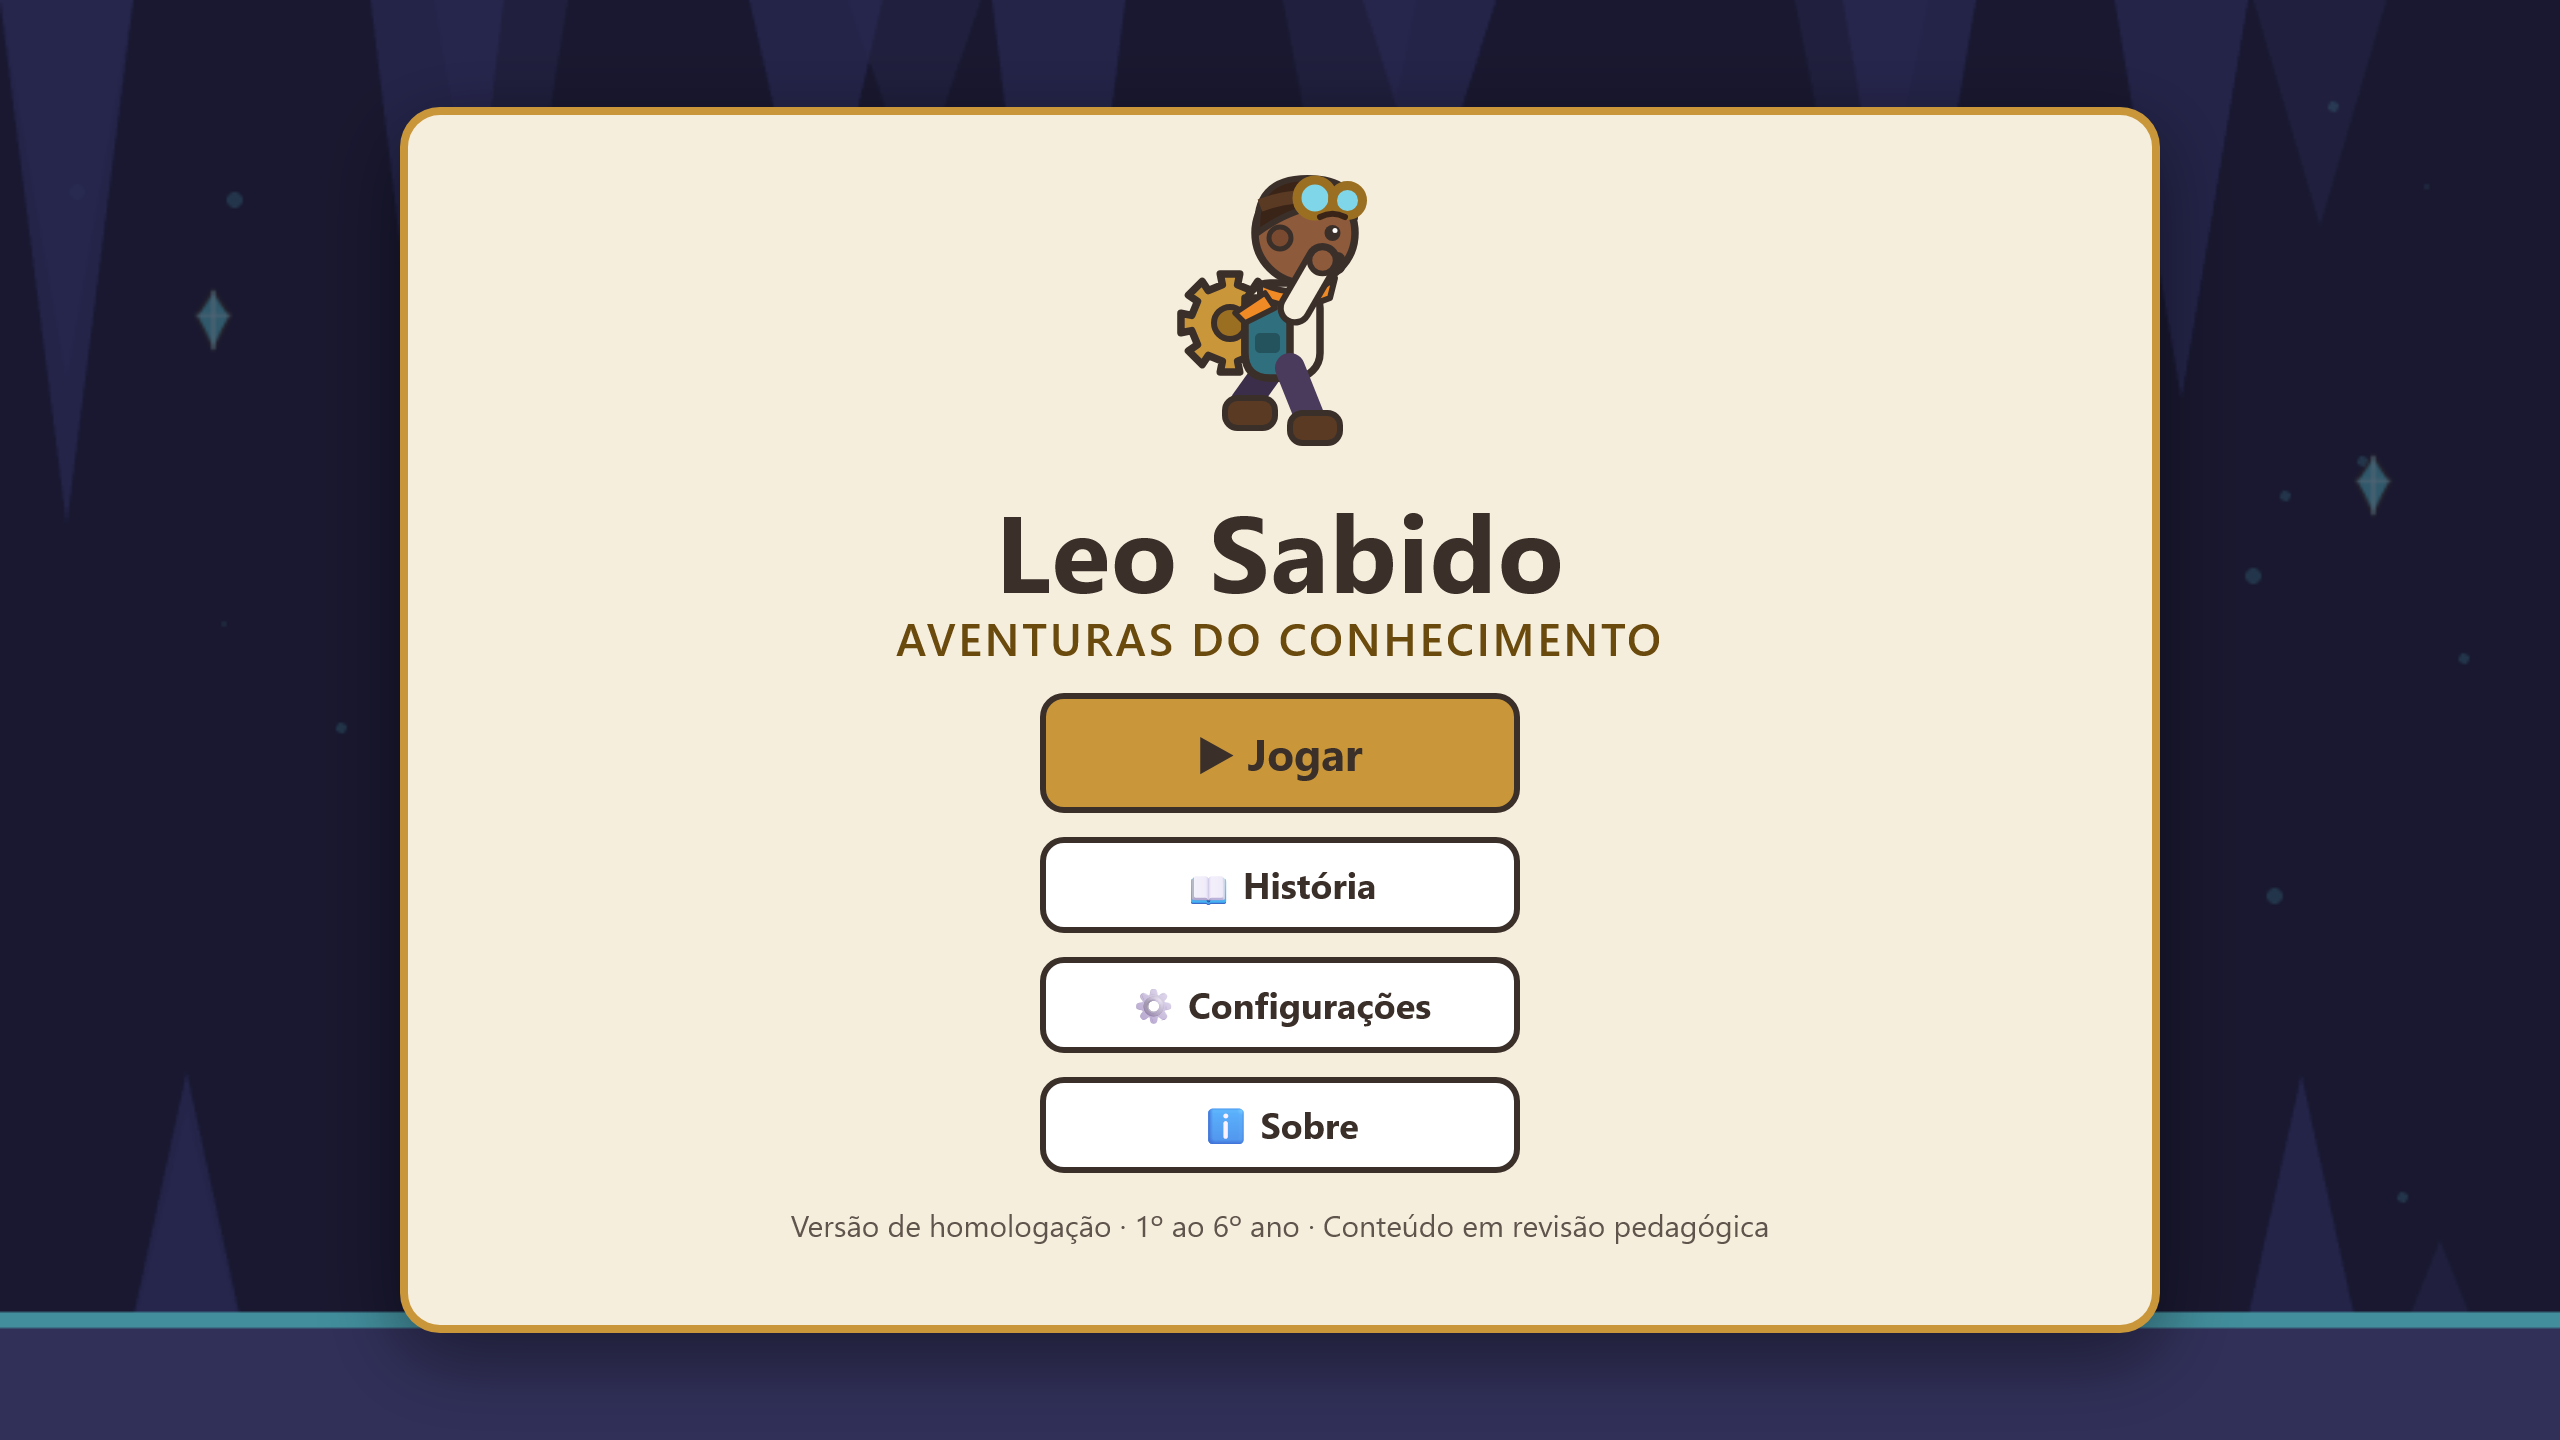 Leo Sabido
AVENTURAS DO CONHECIMENTO
▶ Jogar
📖 História
⚙️ Configurações
ℹ️ Sobre
Versão de homologação · 1º ao 6º ano · Conteúdo em revisão pedagógica